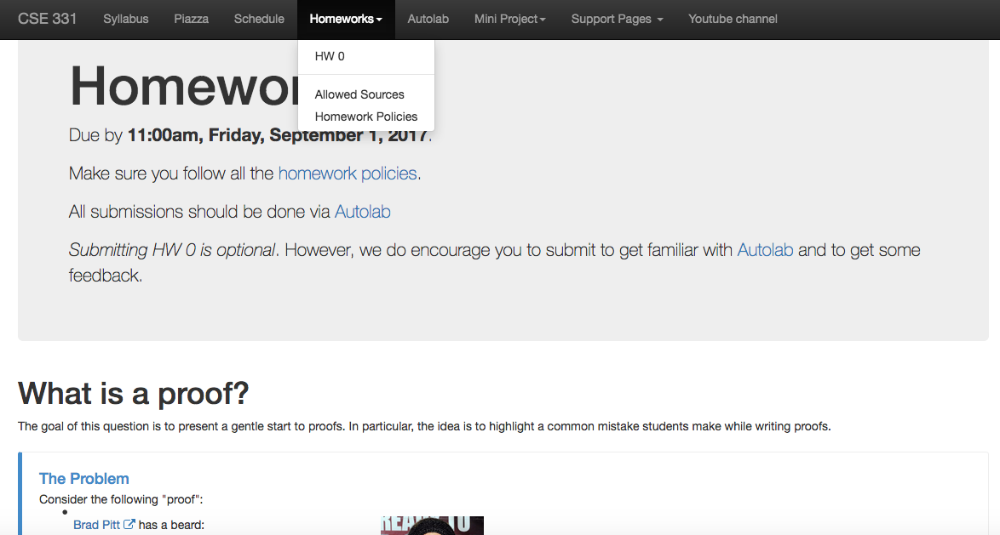 CSE 331 Syllabus Piazza Schedule Homeworks Autolab Mini Project Support Pages Youtube channel
HW 0
Allowed Sources
Homework Policies
Homewor
Due by 11:00am, Friday, September 1, 2017.
Make sure you follow all the homework policies.
All submissions should be done via Autolab
Submitting HW 0 is optional. However, we do encourage you to submit to get familiar with Autolab and to get some
feedback.
What is a proof?
The goal of this question is to present a gentle start to proofs. In particular, the idea is to highlight a common mistake students make while writing proofs.
The Problem
Consider the following "proof":
Brad Pitt has a beard:
READY TO